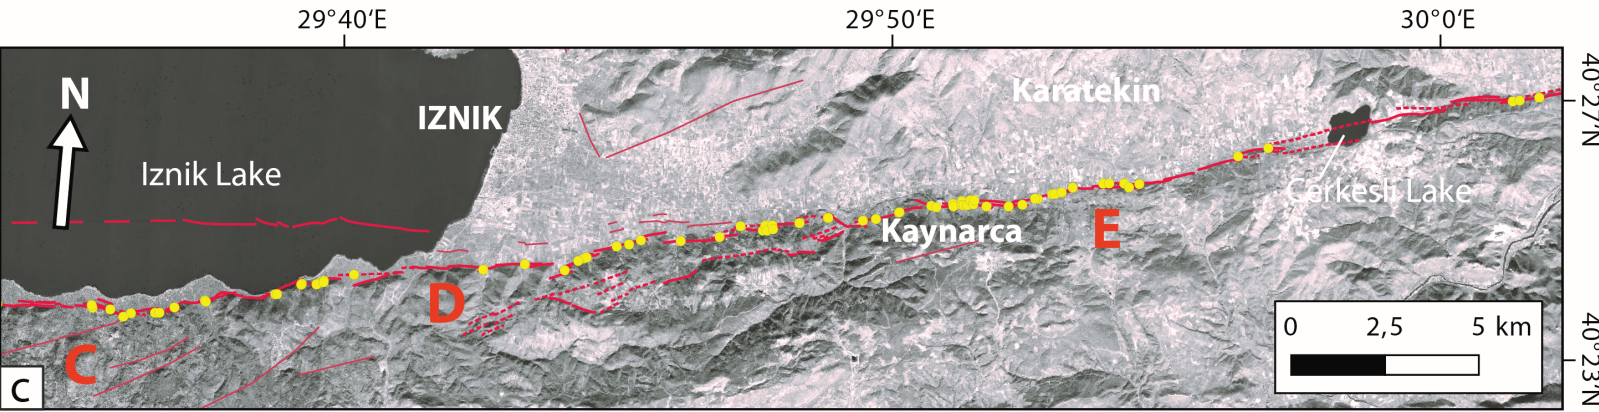 29°40‘E 29°50‘E 30°0‘E
N
IZNIK
Karatekin
40°27‘N
Iznik Lake
Cerkesli Lake
Kaynarca
E
D
C
0 2,5 5 km
40°23‘N
C